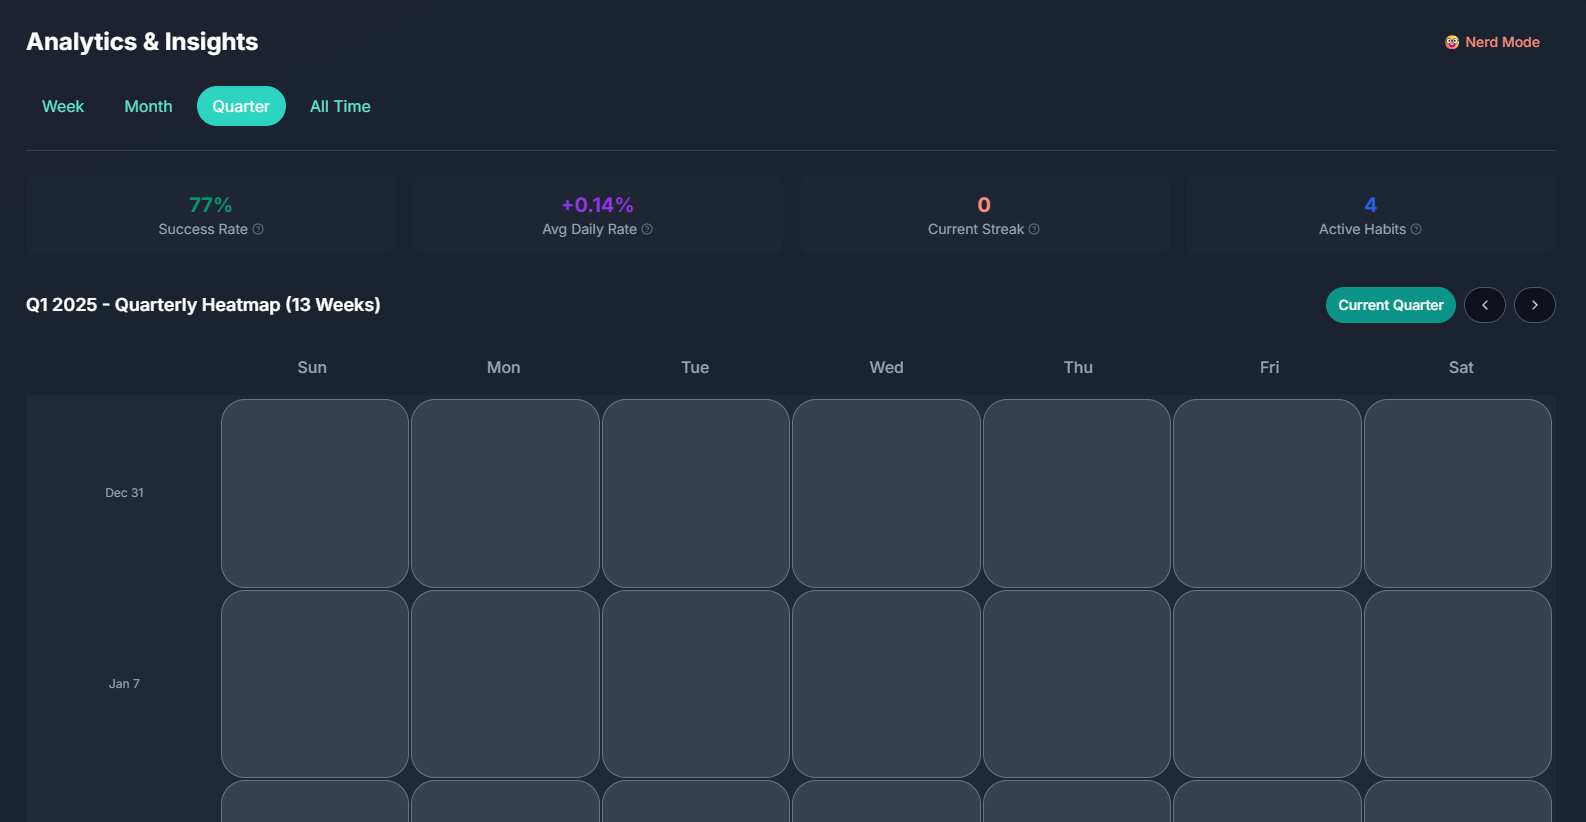 Analytics & Insights
Nerd Mode
Week Month Quarter All Time
77% +0.14% 0 4
Success Rate Avg Daily Rate Current Streak Active Habits
Q1 2025 - Quarterly Heatmap (13 Weeks)
Current Quarter < >
Sun Mon Tue Wed Thu Fri Sat
Dec 31
Jan 7